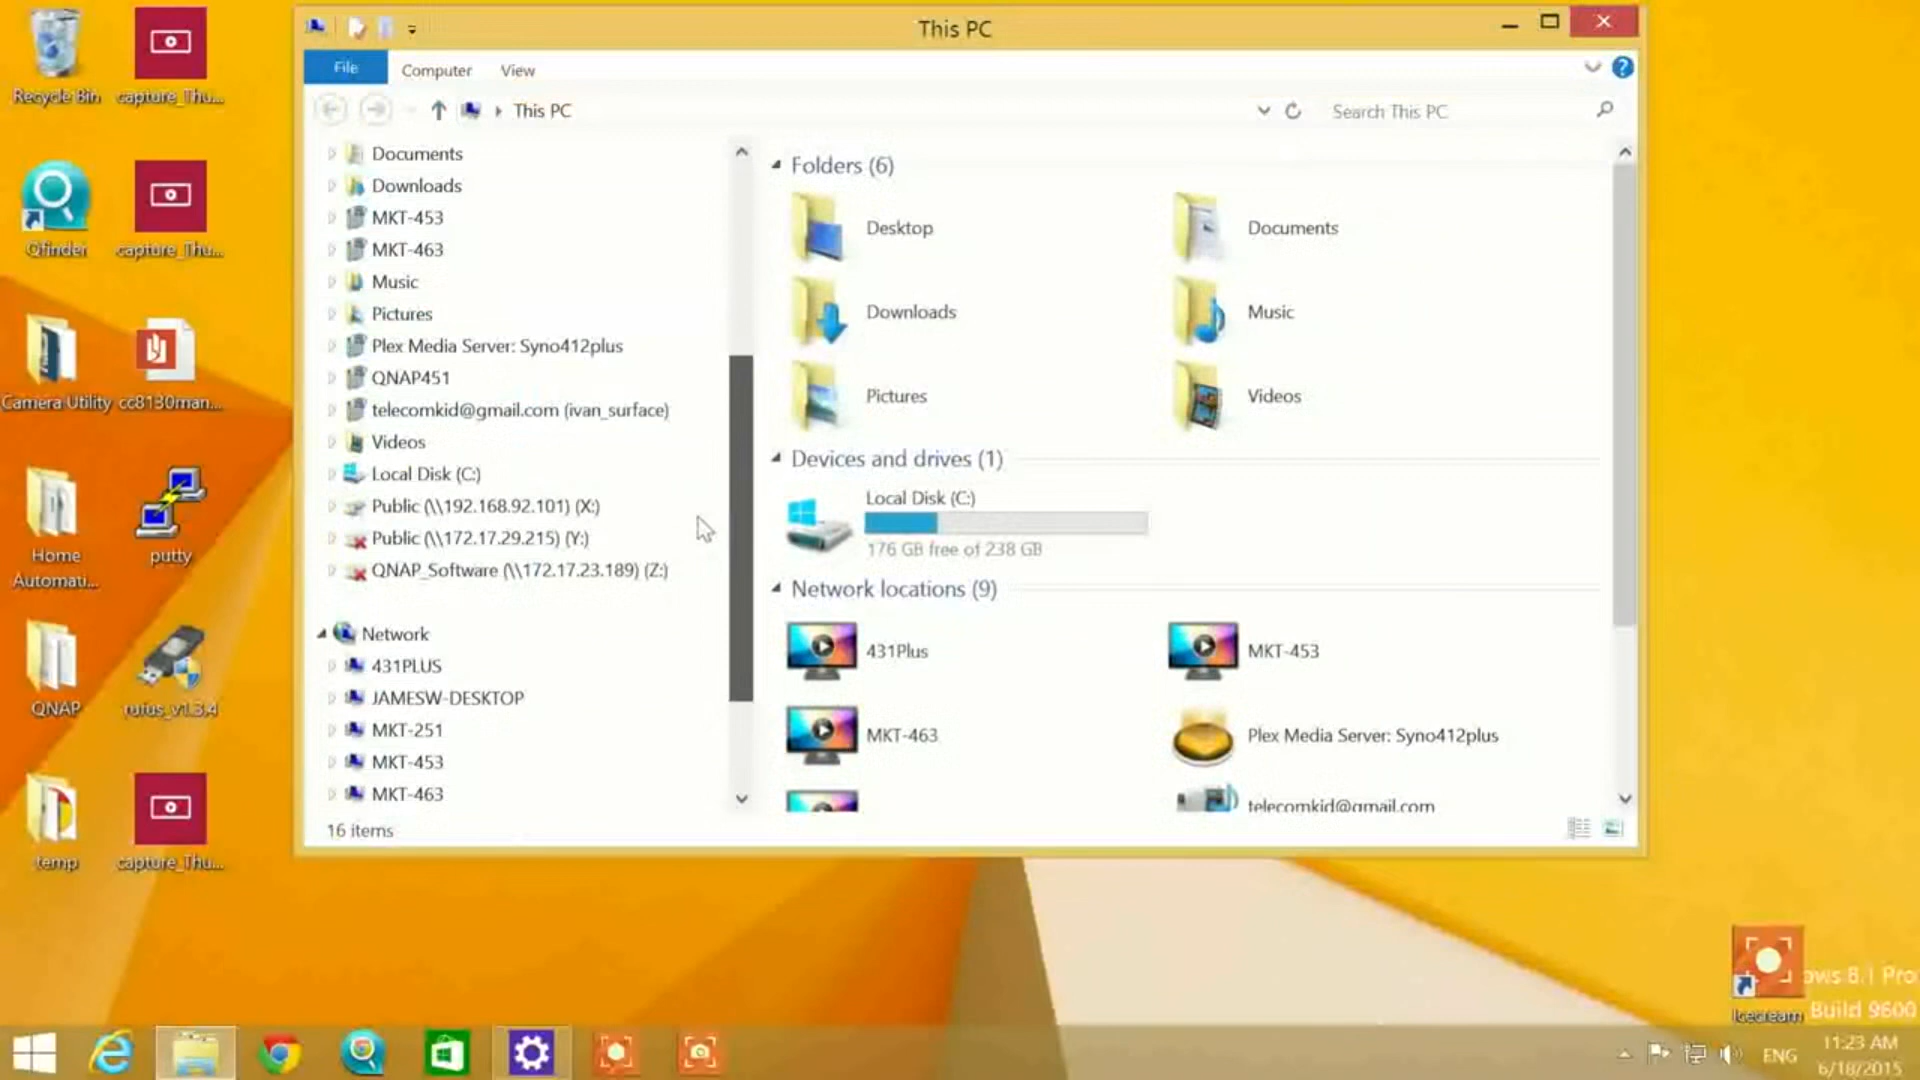 This PC
File
Computer
View
This PC
Search This PC
Documents
Downloads
MKT-453
MKT-463
Music
Pictures
Plex Media Server: Syno412plus
QNAP451
telecomkid@gmail.com (ivan_surface)
Videos
Local Disk (C:)
Public (\\192.168.92.101) (X:)
Public (\\172.17.29.215) (Y:)
QNAP_Software (\\172.17.23.189) (Z:)
Network
431PLUS
JAMESW-DESKTOP
MKT-251
MKT-453
MKT-463
Folders (6)
Desktop
Documents
Downloads
Music
Pictures
Videos
Devices and drives (1)
Local Disk (C:)
176 GB free of 238 GB
Network locations (9)
431Plus
MKT-453
MKT-463
Plex Media Server: Syno412plus
telecomkid@gmail.com
16 items
Recycle Bin
capture_Thu...
Qfinder
capture_Thu...
Camera Utility
cc8130man...
Home
Automati...
putty
QNAP
rufus_v1.3.4
temp
capture_Thu...
Icecream
ows 8.1 Pro
Build 9600
ENG
11:23 AM
6/18/2015